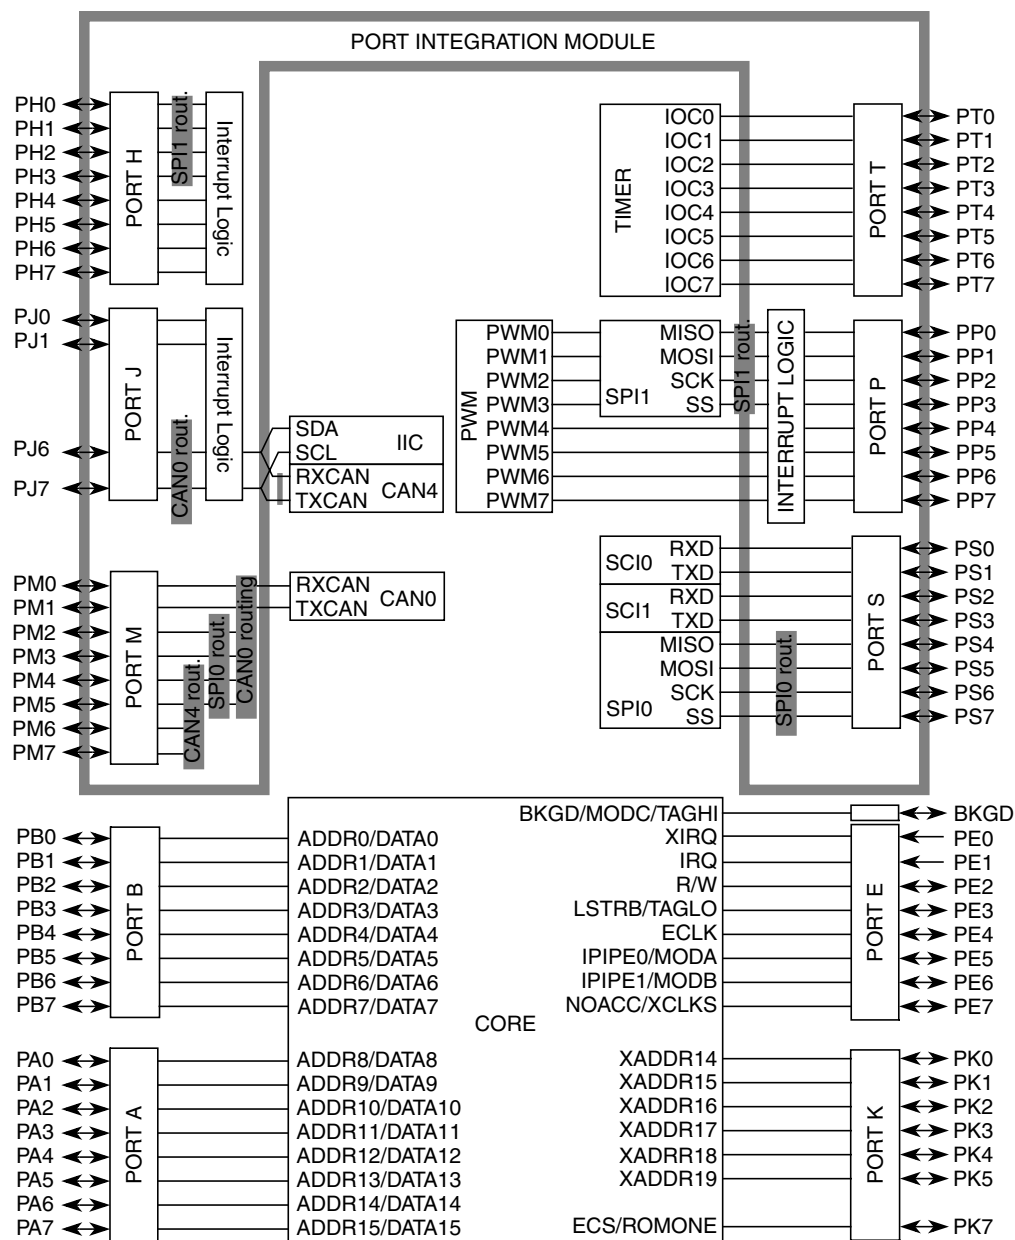 PORT INTEGRATION MODULE
PH0
PH1
PH2
PH3
PH4
PH5
PH6
PH7
PORT H
SPI1 rout.
Interrupt Logic
PJ0
PJ1
PJ6
PJ7
PORT J
CAN0 rout.
Interrupt Logic
SDA
SCL
IIC
RXCAN
TXCAN
CAN4
PM0
PM1
PM2
PM3
PM4
PM5
PM6
PM7
PORT M
CAN4 rout.
SPI0 rout.
CAN0 routing
RXCAN
TXCAN
CAN0
TIMER
IOC0
IOC1
IOC2
IOC3
IOC4
IOC5
IOC6
IOC7
PORT T
PT0
PT1
PT2
PT3
PT4
PT5
PT6
PT7
PWM
PWM0
PWM1
PWM2
PWM3
PWM4
PWM5
PWM6
PWM7
SPI1
MISO
MOSI
SCK
SS
SPI1 rout.
INTERRUPT LOGIC
PORT P
PP0
PP1
PP2
PP3
PP4
PP5
PP6
PP7
SCI0
RXD
TXD
SCI1
RXD
TXD
SPI0
MISO
MOSI
SCK
SS
SPI0 rout.
PORT S
PS0
PS1
PS2
PS3
PS4
PS5
PS6
PS7
PB0
PB1
PB2
PB3
PB4
PB5
PB6
PB7
PORT B
ADDR0/DATA0
ADDR1/DATA1
ADDR2/DATA2
ADDR3/DATA3
ADDR4/DATA4
ADDR5/DATA5
ADDR6/DATA6
ADDR7/DATA7
CORE
PA0
PA1
PA2
PA3
PA4
PA5
PA6
PA7
PORT A
ADDR8/DATA8
ADDR9/DATA9
ADDR10/DATA10
ADDR11/DATA11
ADDR12/DATA12
ADDR13/DATA13
ADDR14/DATA14
ADDR15/DATA15
BKGD/MODC/TAGHI
XIRQ
IRQ
R/W
LSTRB/TAGLO
ECLK
IPIPE0/MODA
IPIPE1/MODB
NOACC/XCLKS
PORT E
BKGD
PE0
PE1
PE2
PE3
PE4
PE5
PE6
PE7
XADDR14
XADDR15
XADDR16
XADDR17
XADRR18
XADDR19
ECS/ROMONE
PORT K
PK0
PK1
PK2
PK3
PK4
PK5
PK7